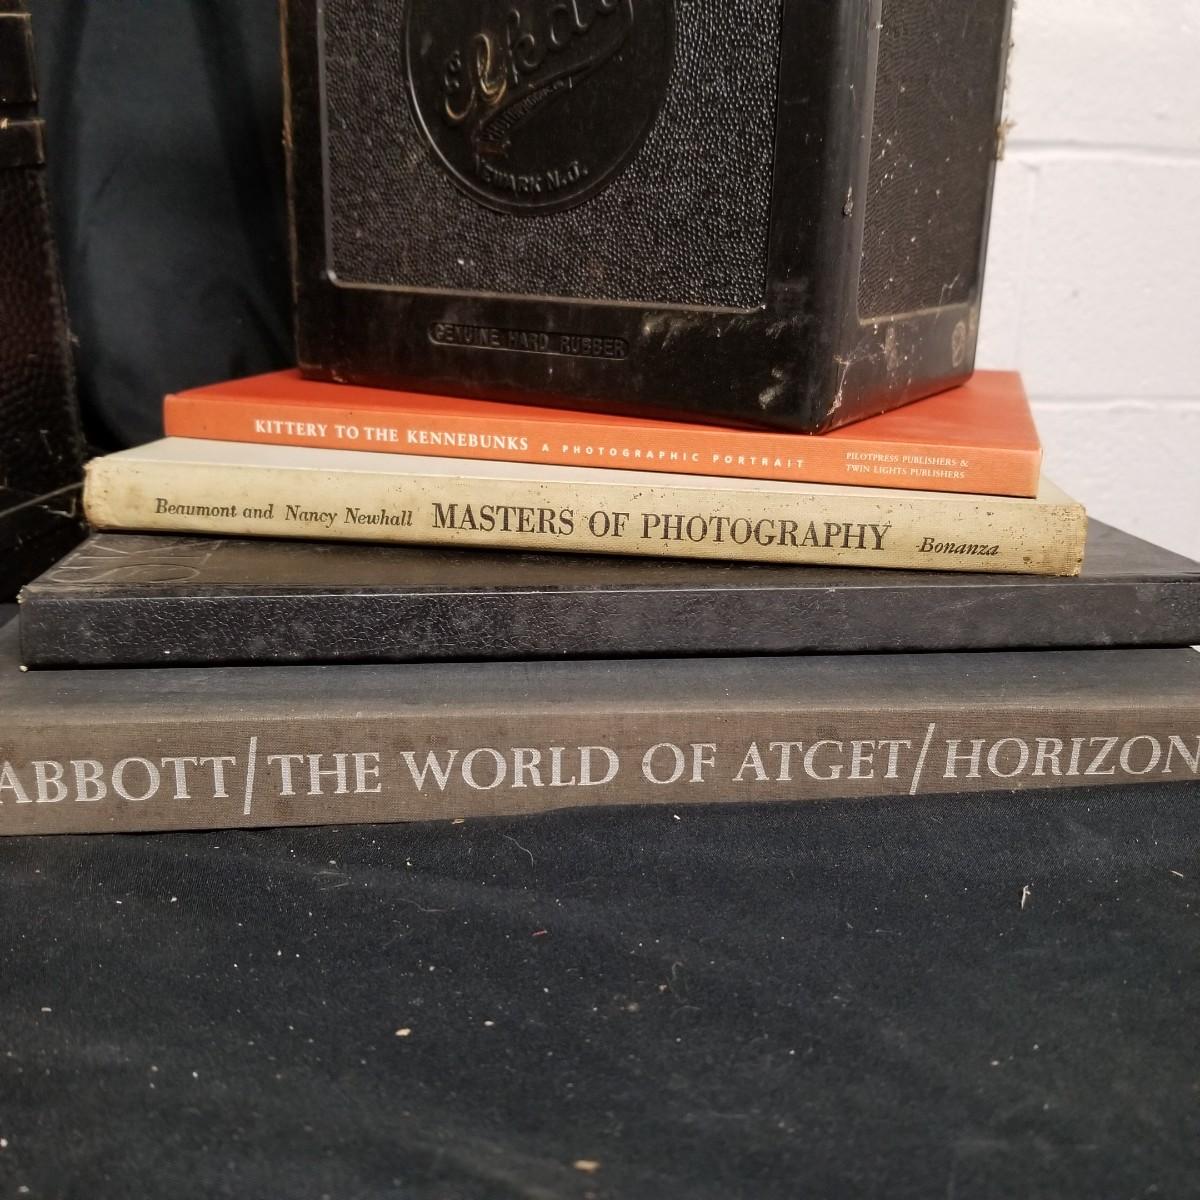 NEWARK N.J.
GENUINE HARD RUBBER
KITTERY TO THE KENNEBUNKS A PHOTOGRAPHIC PORTRAIT PILOTPRESS PUBLISHERS &
TWIN LIGHTS PUBLISHERS
Beaumont and Nancy Newhall MASTERS OF PHOTOGRAPHY Bonanza
ABBOTT/THE WORLD OF ATGET/HORIZON